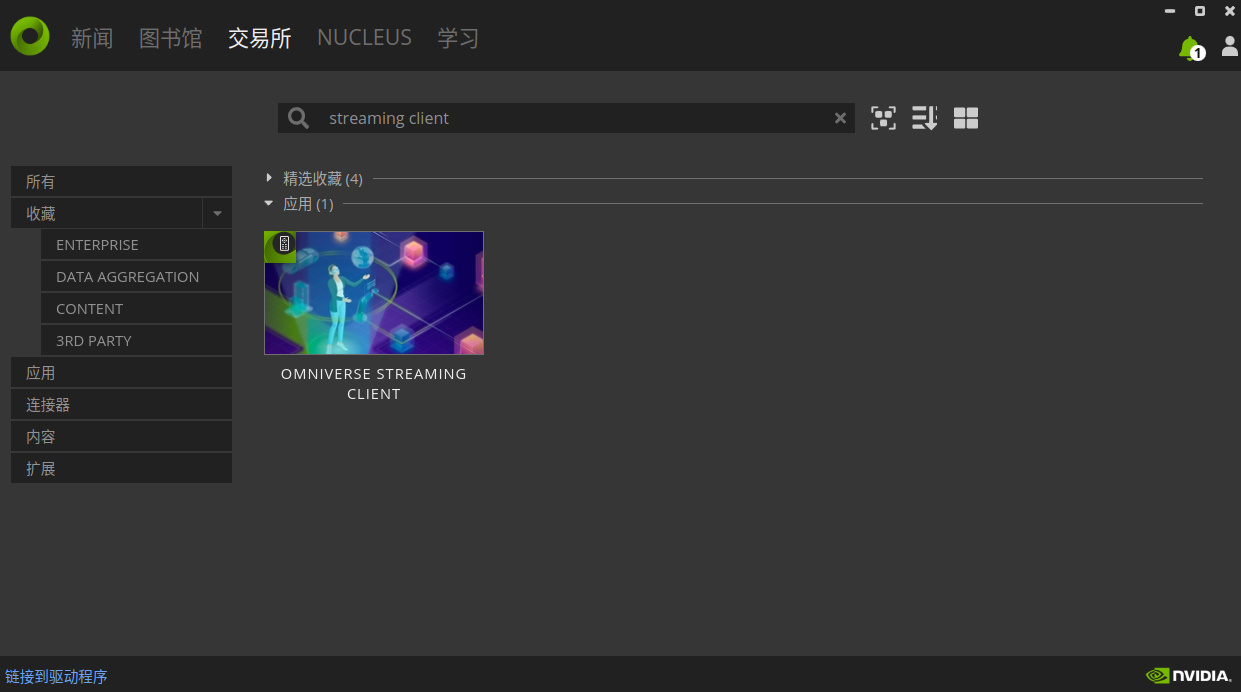 新闻
图书馆
交易所
NUCLEUS
学习
1
streaming client
所有
收藏
ENTERPRISE
DATA AGGREGATION
CONTENT
3RD PARTY
应用
连接器
内容
扩展
精选收藏 (4)
应用 (1)
OMNIVERSE STREAMING
CLIENT
链接到驱动程序
NVIDIA.